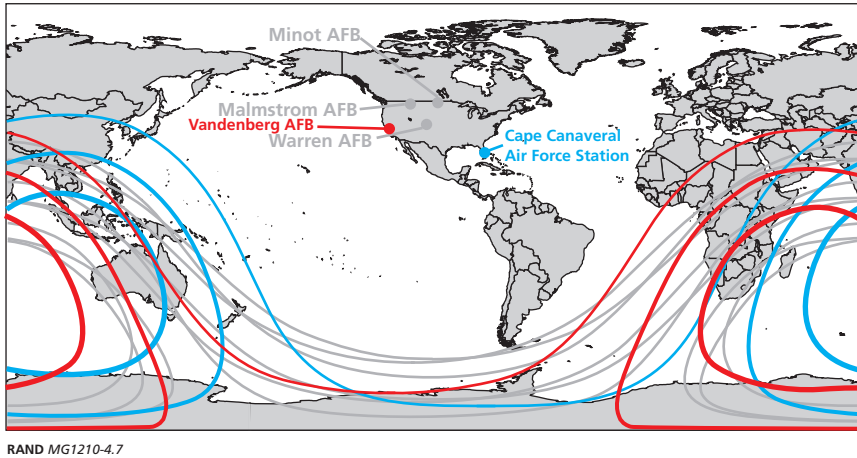 Minot AFB
Malmstrom AFB
Vandenberg AFB
Warren AFB
Cape Canaveral
Air Force Station
RAND MG1210-4.7